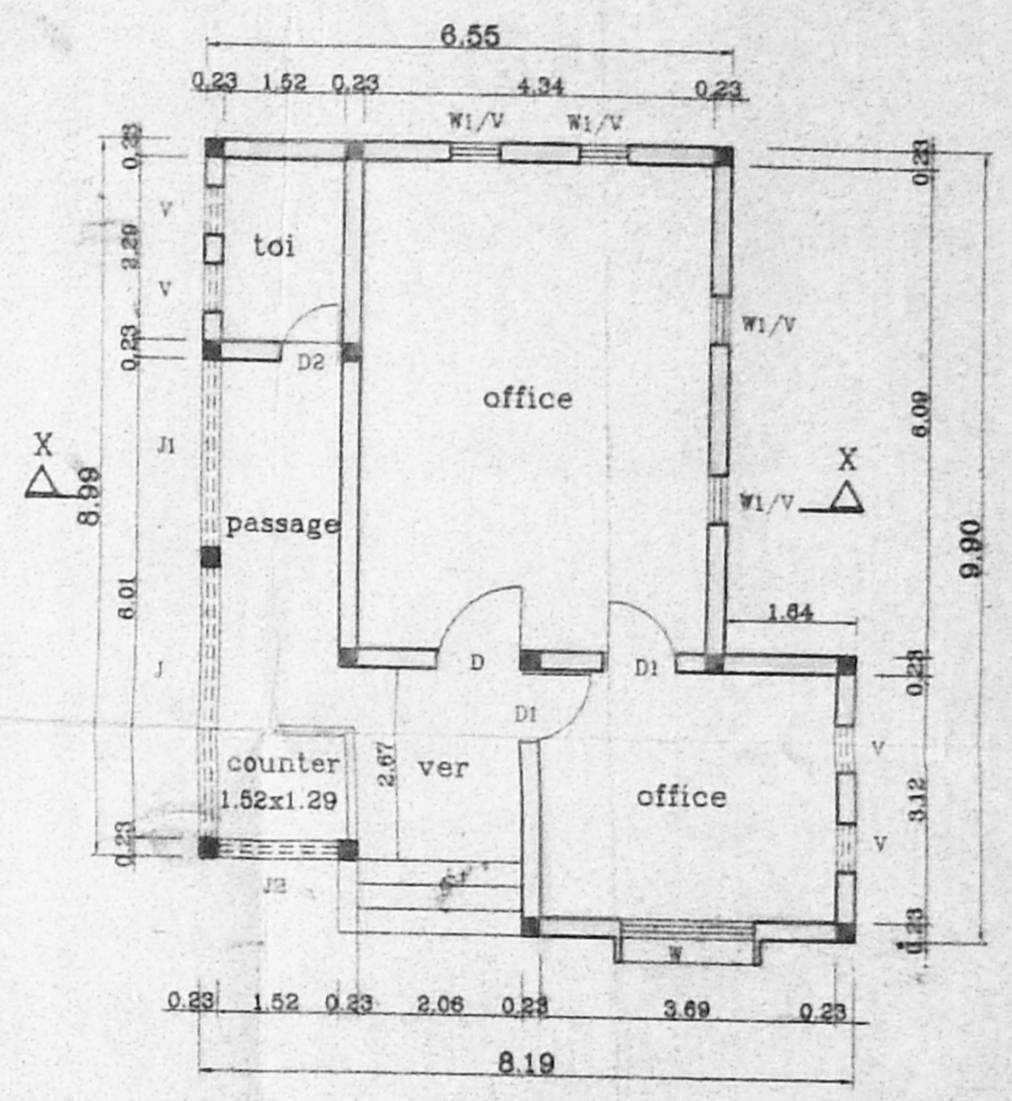 6.55
0.23 1.52 0.23 4.34 0.23
W1/V W1/V
0.23
0.23
V
toi
2.29
V
W1/V
0.23
D2
office
6.09
J1
X
X
8.99
W1/V
passage
9.90
6.01
1.64
J
D
D1
0.23
D1
counter
2.67
ver
V
1.52x1.29
office
3.12
0.23
V
J2
0.23
W
0.23 1.52 0.23 2.06 0.23 3.69 0.23
8.19